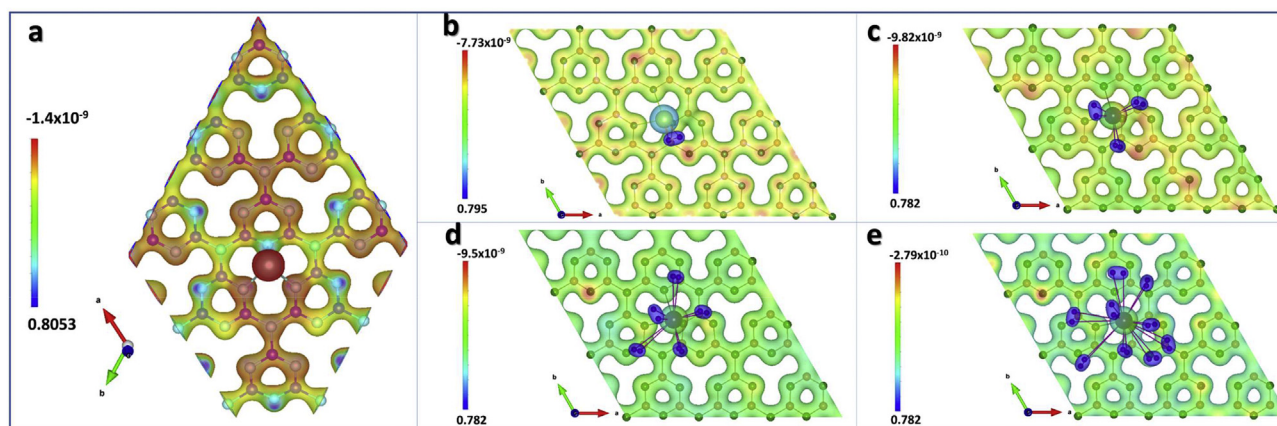 a
-1.4x10⁻⁹
0.8053
a
b
b
-7.73x10⁻⁹
0.795
b
a
c
-9.82x10⁻⁹
0.782
b
a
d
-9.5x10⁻⁹
0.782
b
a
e
-2.79x10⁻¹⁰
0.782
b
a